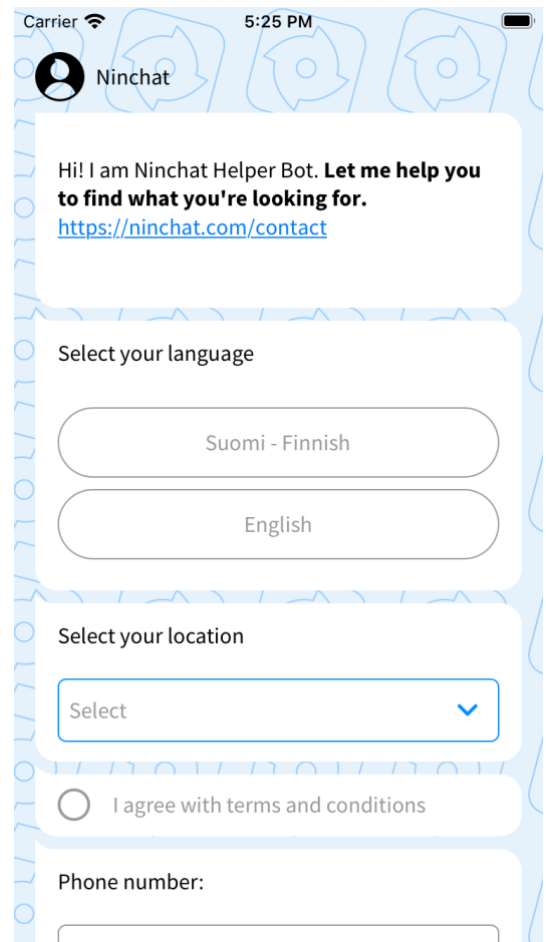 Carrier 5:25 PM
Ninchat
Hi! I am Ninchat Helper Bot. Let me help you
to find what you're looking for.
https://ninchat.com/contact
Select your language
Suomi - Finnish
English
Select your location
Select
I agree with terms and conditions
Phone number: